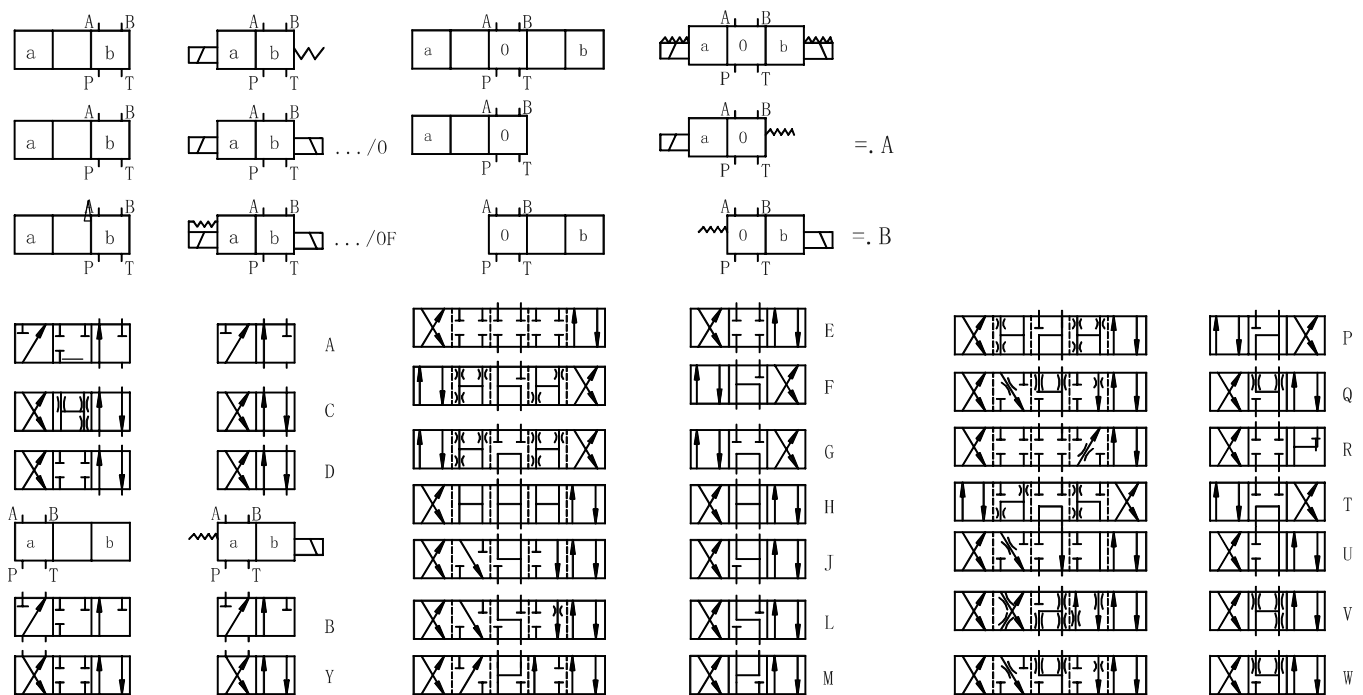 A B A B A B A B
a b a b a 0 b a 0 b
P T P T P T P T
A B A B A B A B
a b a b .../0 a 0 a 0 =. A
P T P T P T P T
A B A B A B A B
a b a b .../0F 0 b 0 b =. B
P T P T P T P T
A E P
C F Q
D G R
A B A B H T
a b a b J U
P T P T
B L V
Y M W